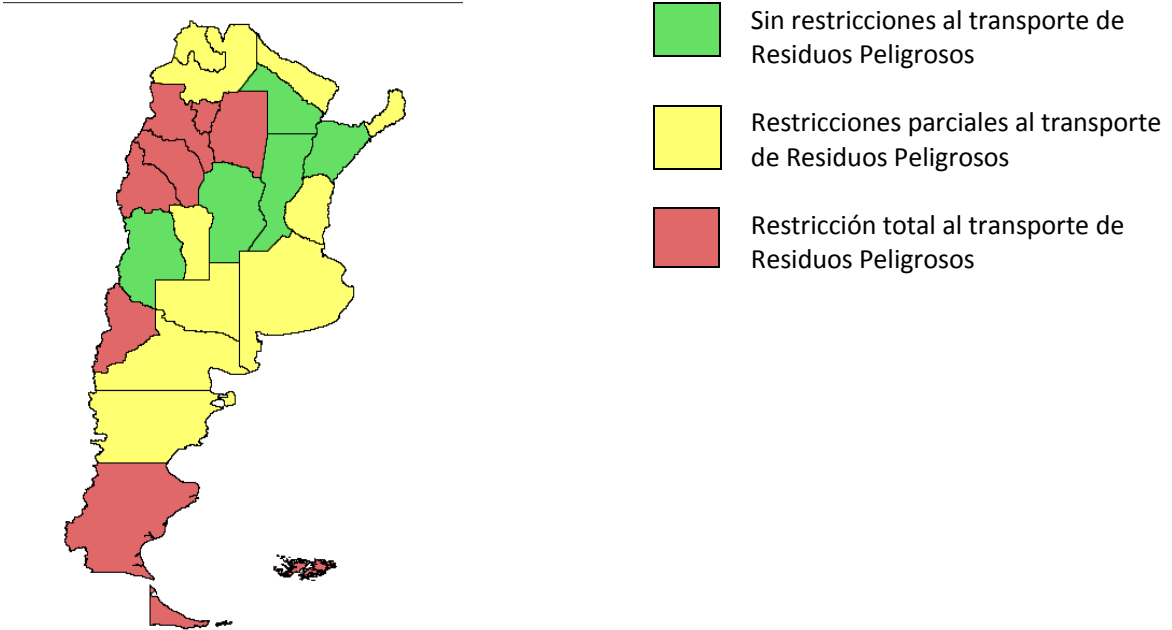 Sin restricciones al transporte de
Residuos Peligrosos
Restricciones parciales al transporte
de Residuos Peligrosos
Restricción total al transporte de
Residuos Peligrosos